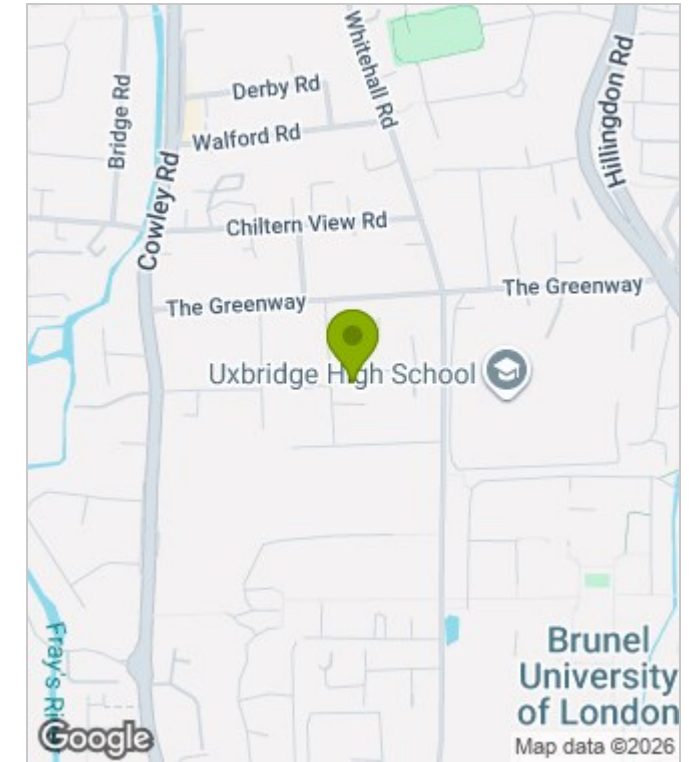 Whitehall Rd
Hillingdon Rd
Derby Rd
Bridge Rd
Walford Rd
Cowley Rd
Chiltern View Rd
The Greenway
The Greenway
Uxbridge High School
Brunel
University
of London
Fray's Ri
Google
Map data ©2026